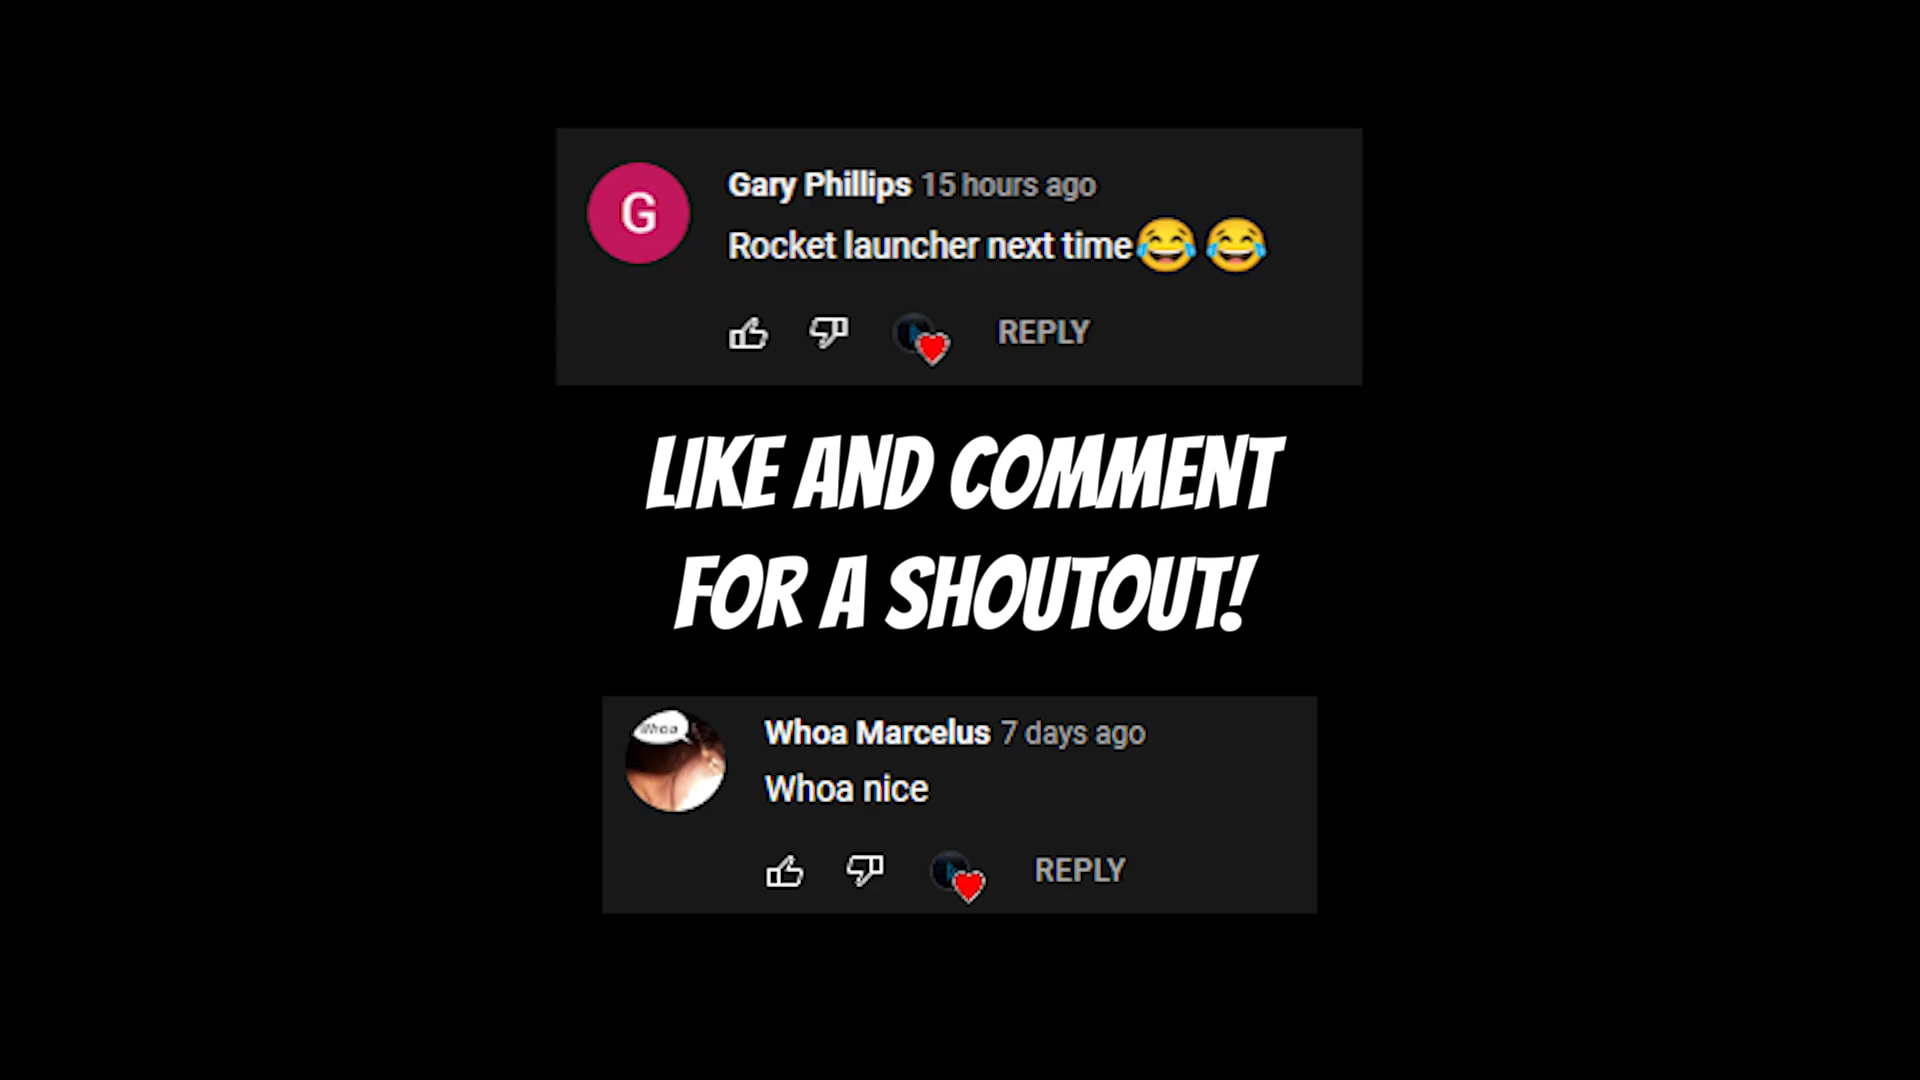 G
Gary Phillips 15 hours ago
Rocket launcher next time😂 😂
REPLY
LIKE AND COMMENT
FOR A SHOUTOUT!
Whoa
Whoa Marcelus 7 days ago
Whoa nice
REPLY